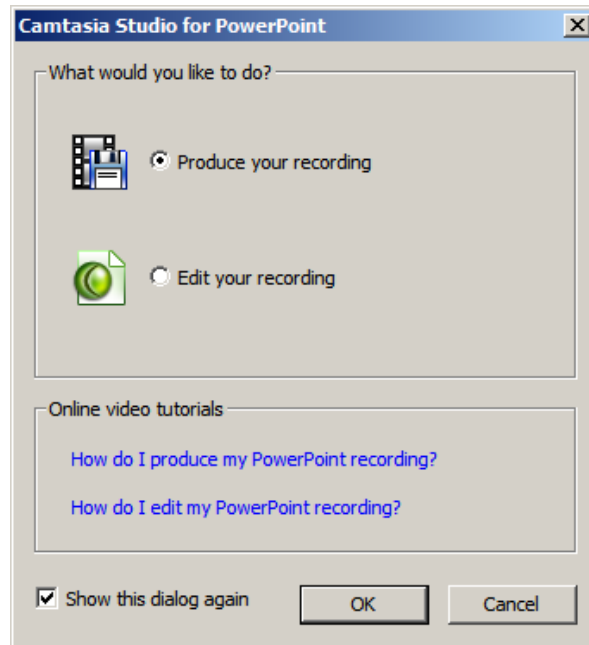 Camtasia Studio for PowerPoint
What would you like to do?
Produce your recording
Edit your recording
Online video tutorials
How do I produce my PowerPoint recording?
How do I edit my PowerPoint recording?
Show this dialog again
OK
Cancel